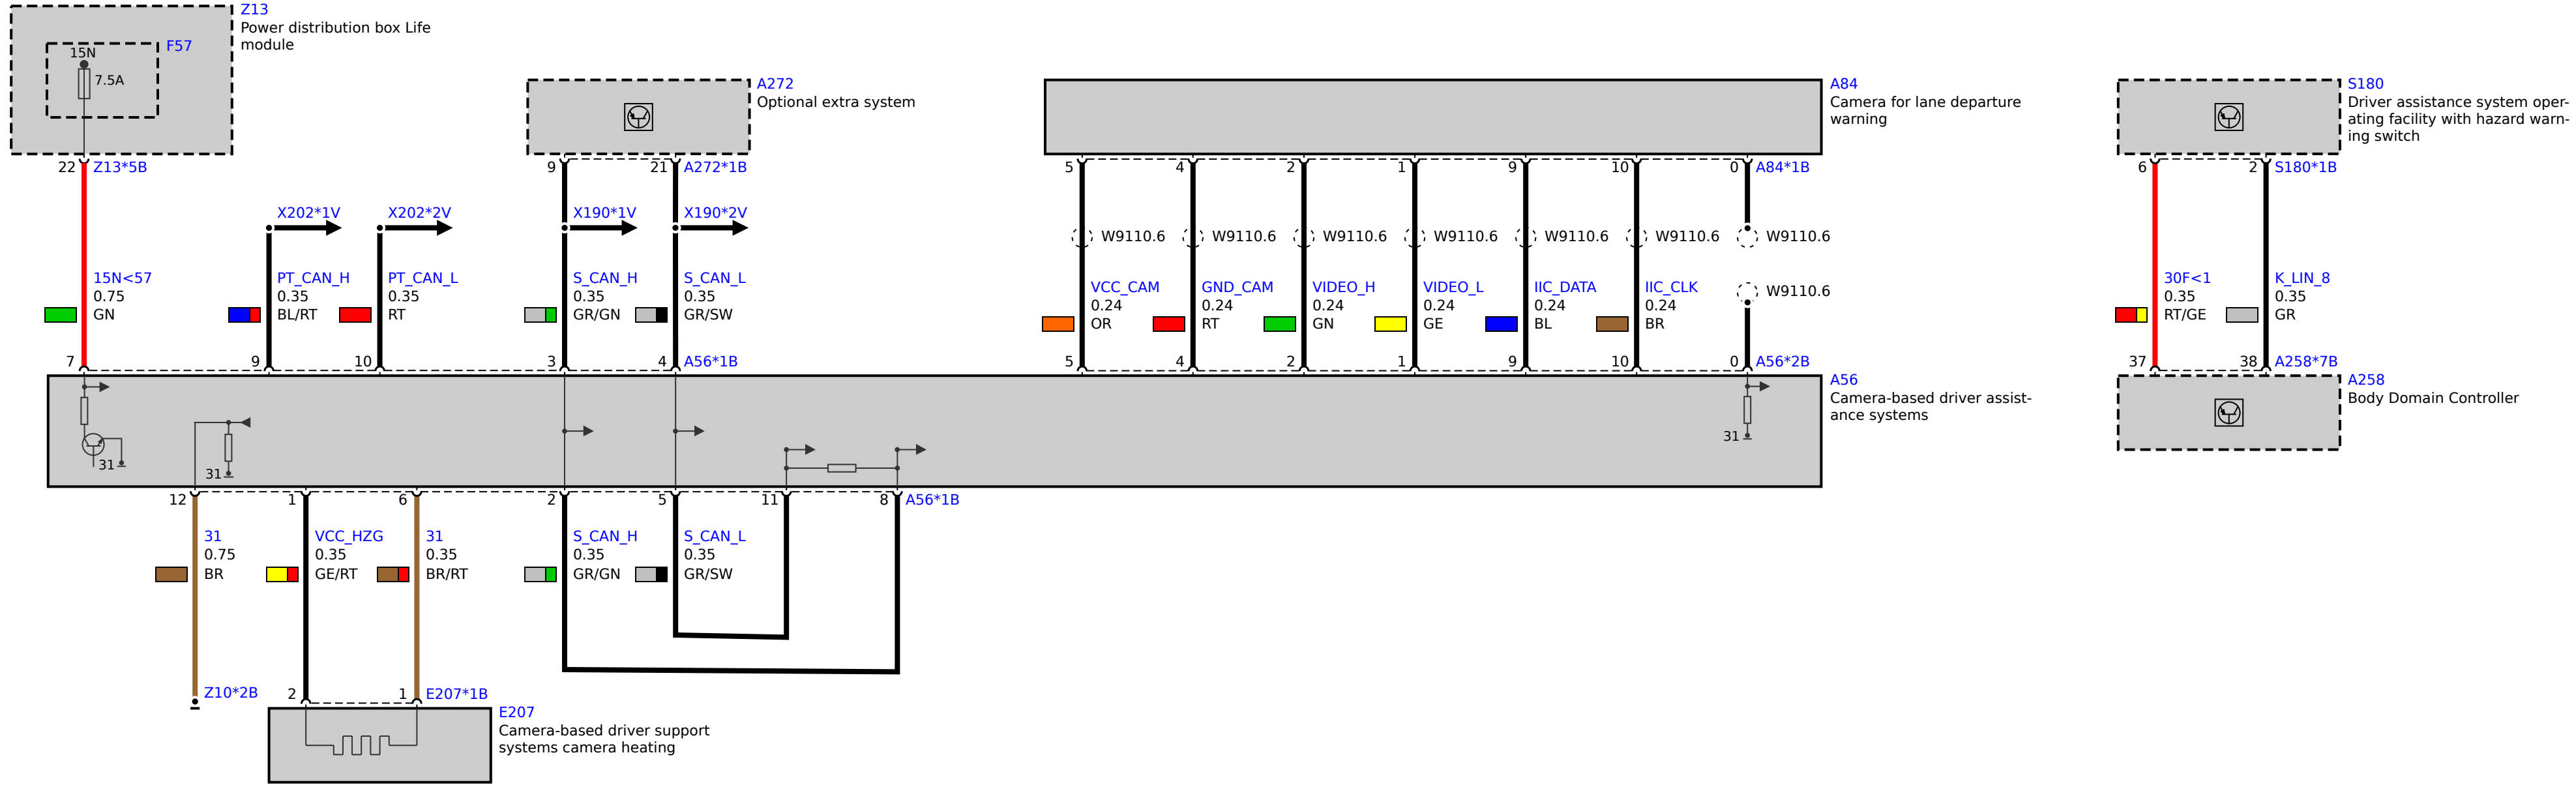 Z13
Power distribution box Life
module
F57
15N
7.5A
A272
Optional extra system
A84
Camera for lane departure
warning
S180
Driver assistance system oper-
ating facility with hazard warn-
ing switch
22 Z13*5B
9 21 A272*1B
5 4 2 1 9 10 0 A84*1B
6 2 S180*1B
X202*1V X202*2V X190*1V X190*2V
W9110.6 W9110.6 W9110.6 W9110.6 W9110.6 W9110.6 W9110.6
W9110.6
15N<57
0.75
GN
PT_CAN_H
0.35
BL/RT
PT_CAN_L
0.35
RT
S_CAN_H
0.35
GR/GN
S_CAN_L
0.35
GR/SW
VCC_CAM
0.24
OR
GND_CAM
0.24
RT
VIDEO_H
0.24
GN
VIDEO_L
0.24
GE
IIC_DATA
0.24
BL
IIC_CLK
0.24
BR
30F<1
0.35
RT/GE
K_LIN_8
0.35
GR
7 9 10 3 4 A56*1B
5 4 2 1 9 10 0 A56*2B
37 38 A258*7B
A56
Camera-based driver assist-
ance systems
A258
Body Domain Controller
31
31
31
12 1 6 2 5 11 8 A56*1B
31
0.75
BR
VCC_HZG
0.35
GE/RT
31
0.35
BR/RT
S_CAN_H
0.35
GR/GN
S_CAN_L
0.35
GR/SW
Z10*2B
2 1 E207*1B
E207
Camera-based driver support
systems camera heating